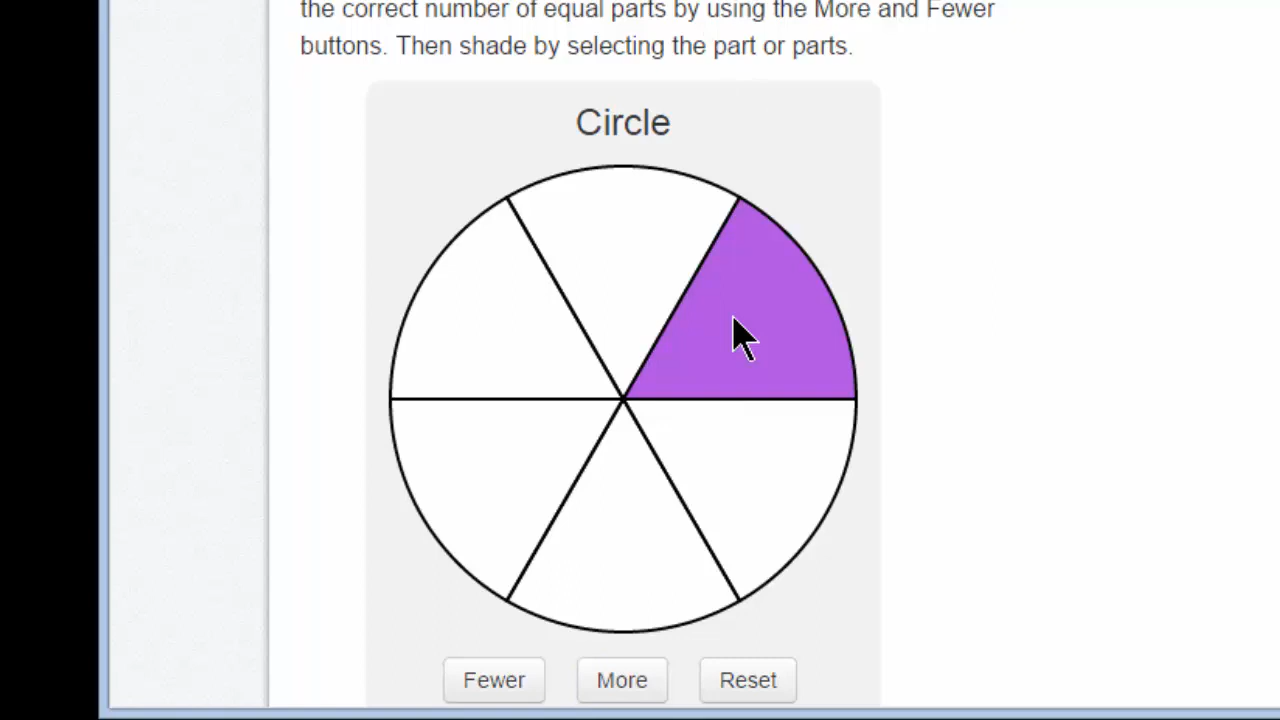 the correct number of equal parts by using the More and Fewer
buttons. Then shade by selecting the part or parts.
Circle
Fewer More Reset